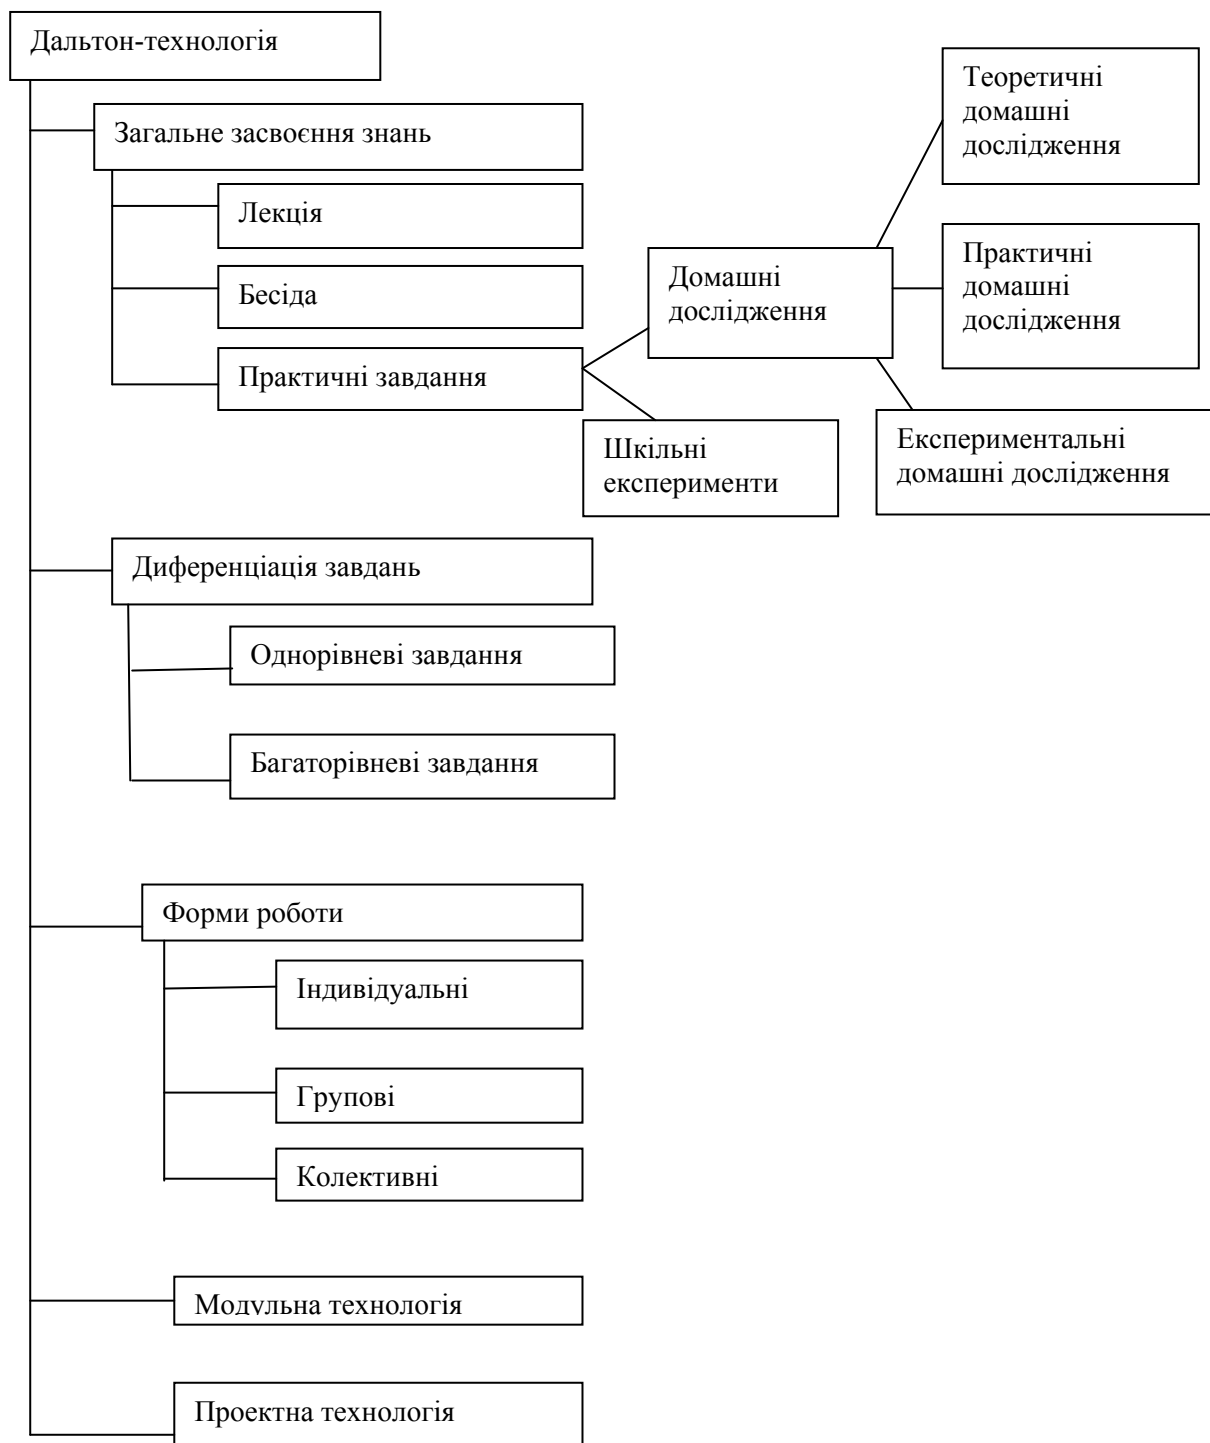 Дальтон-технологія
Загальне засвоєння знань
Лекція
Бесіда
Практичні завдання
Домашні
дослідження
Шкільні
експерименти
Теоретичні
домашні
дослідження
Практичні
домашні
дослідження
Експериментальні
домашні дослідження
Диференціація завдань
Однорівневі завдання
Багаторівневі завдання
Форми роботи
Індивідуальні
Групові
Колективні
Модульна технологія
Проектна технологія